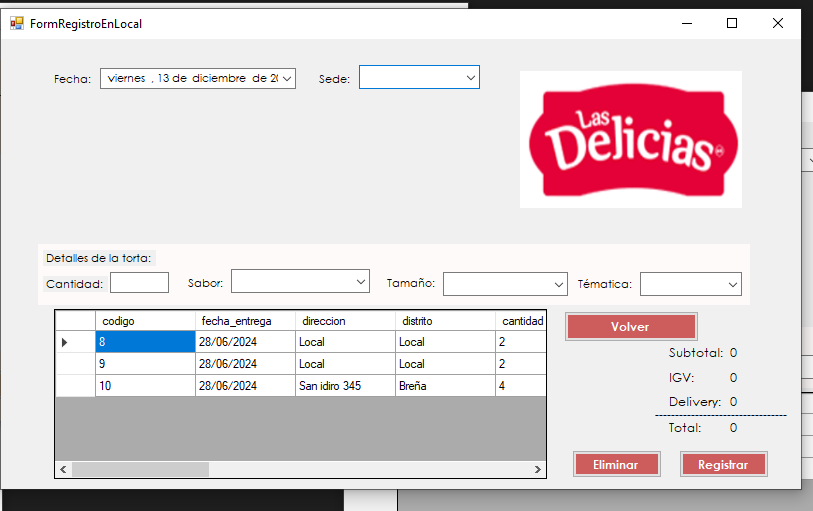 FormRegistroEnLocal
Fecha: viernes , 13 de diciembre de 20 Sede:
Las
Delicias
Detalles de la torta:
Cantidad: Sabor: Tamaño: Tématica:
codigo fecha_entrega direccion distrito cantidad
8 28/06/2024 Local Local 2
9 28/06/2024 Local Local 2
10 28/06/2024 San idiro 345 Breña 4
Volver
Subtotal: 0
IGV: 0
Delivery: 0
Total: 0
Eliminar Registrar